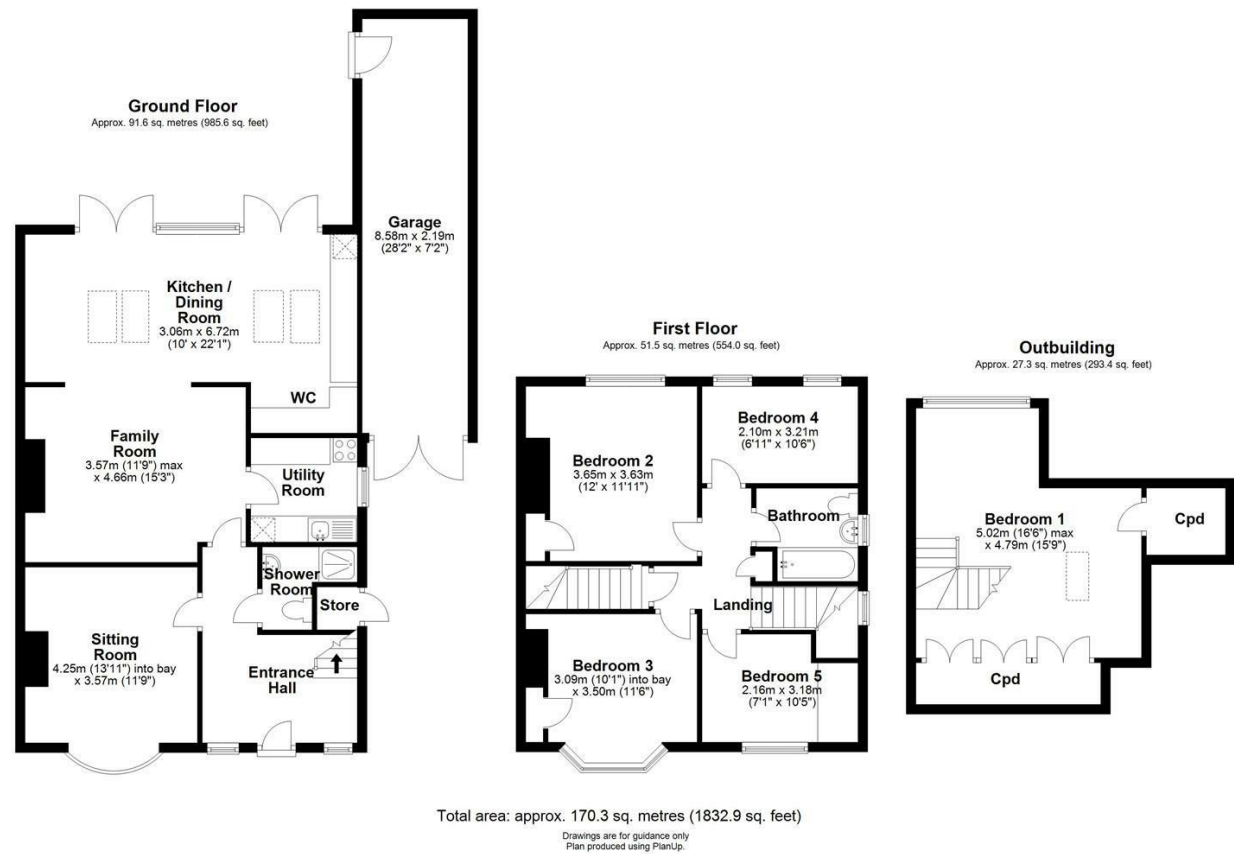 Ground Floor
Approx. 91.6 sq. metres (985.6 sq. feet)
Garage
8.58m x 2.19m
(28'2" x 7'2")
Kitchen /
Dining
Room
3.06m x 6.72m
(10' x 22'1")
WC
Family
Room
3.57m (11'9") max
x 4.66m (15'3")
Utility
Room
Shower
Room
Store
Sitting
Room
4.25m (13'11") into bay
x 3.57m (11'9")
Entrance
Hall
First Floor
Approx. 51.5 sq. metres (554.0 sq. feet)
Bedroom 4
2.10m x 3.21m
(6'11" x 10'6")
Bedroom 2
3.65m x 3.63m
(12' x 11'11")
Bathroom
Landing
Bedroom 3
3.09m (10'1") into bay
x 3.50m (11'6")
Bedroom 5
2.16m x 3.18m
(7'1" x 10'5")
Outbuilding
Approx. 27.3 sq. metres (293.4 sq. feet)
Bedroom 1
5.02m (16'6") max
x 4.79m (15'9")
Cpd
Cpd
Total area: approx. 170.3 sq. metres (1832.9 sq. feet)
Drawings are for guidance only
Plan produced using PlanUp.